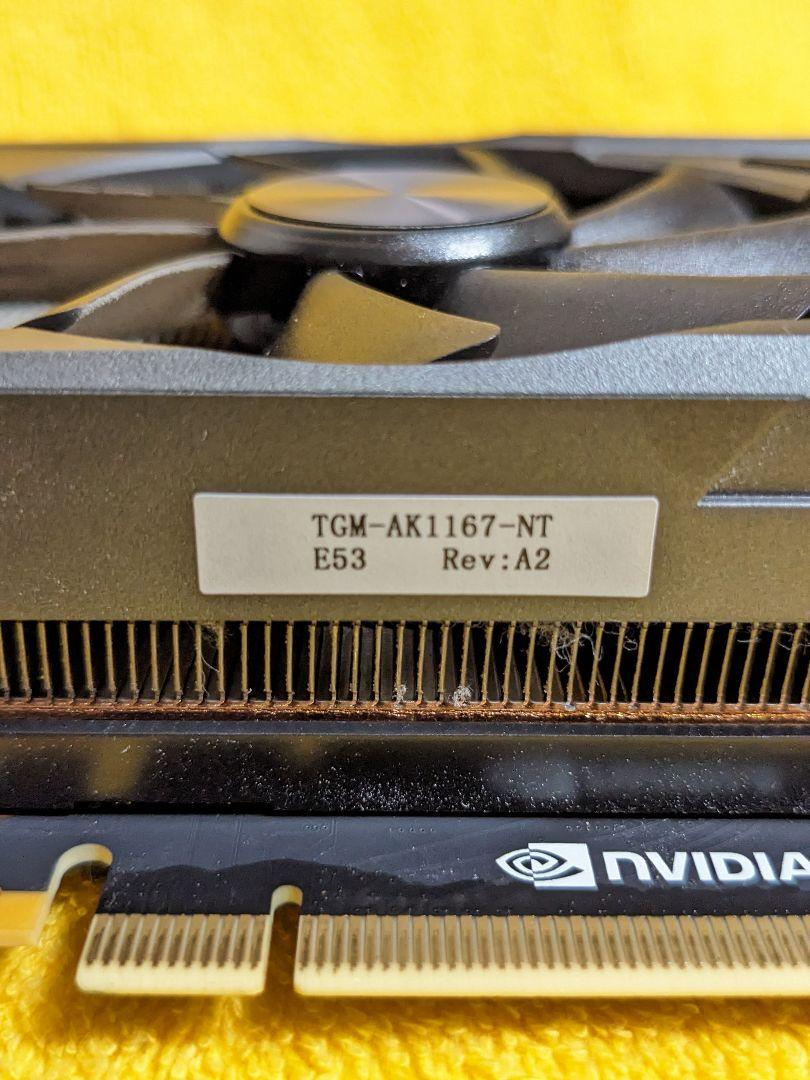 TGM-AK1167-NT
E53 Rev:A2
NVIDIA